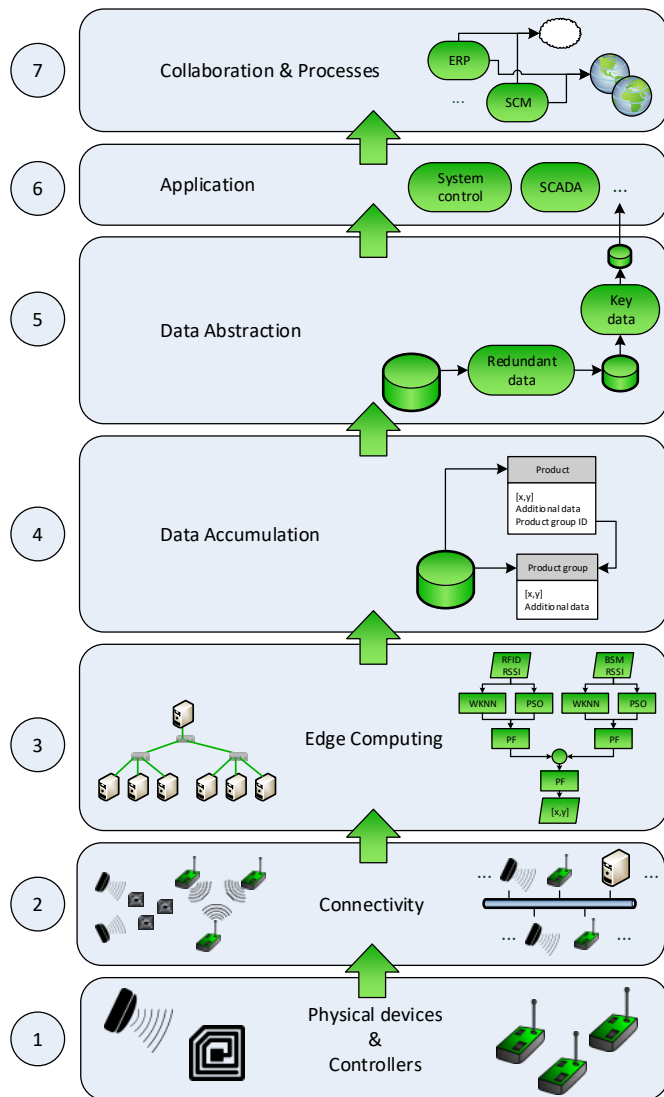 7
Collaboration & Processes
ERP
...
SCM
6
Application
System
control
SCADA
...
5
Data Abstraction
Key
data
Redundant
data
4
Data Accumulation
Product
[x,y]
Additional data
Product group ID
Product group
[x,y]
Additional data
3
Edge Computing
RFID
RSSI
BSM
RSSI
WKNN
PSO
WKNN
PSO
PF
PF
PF
[x,y]
2
Connectivity
...
...
...
...
1
Physical devices
&
Controllers